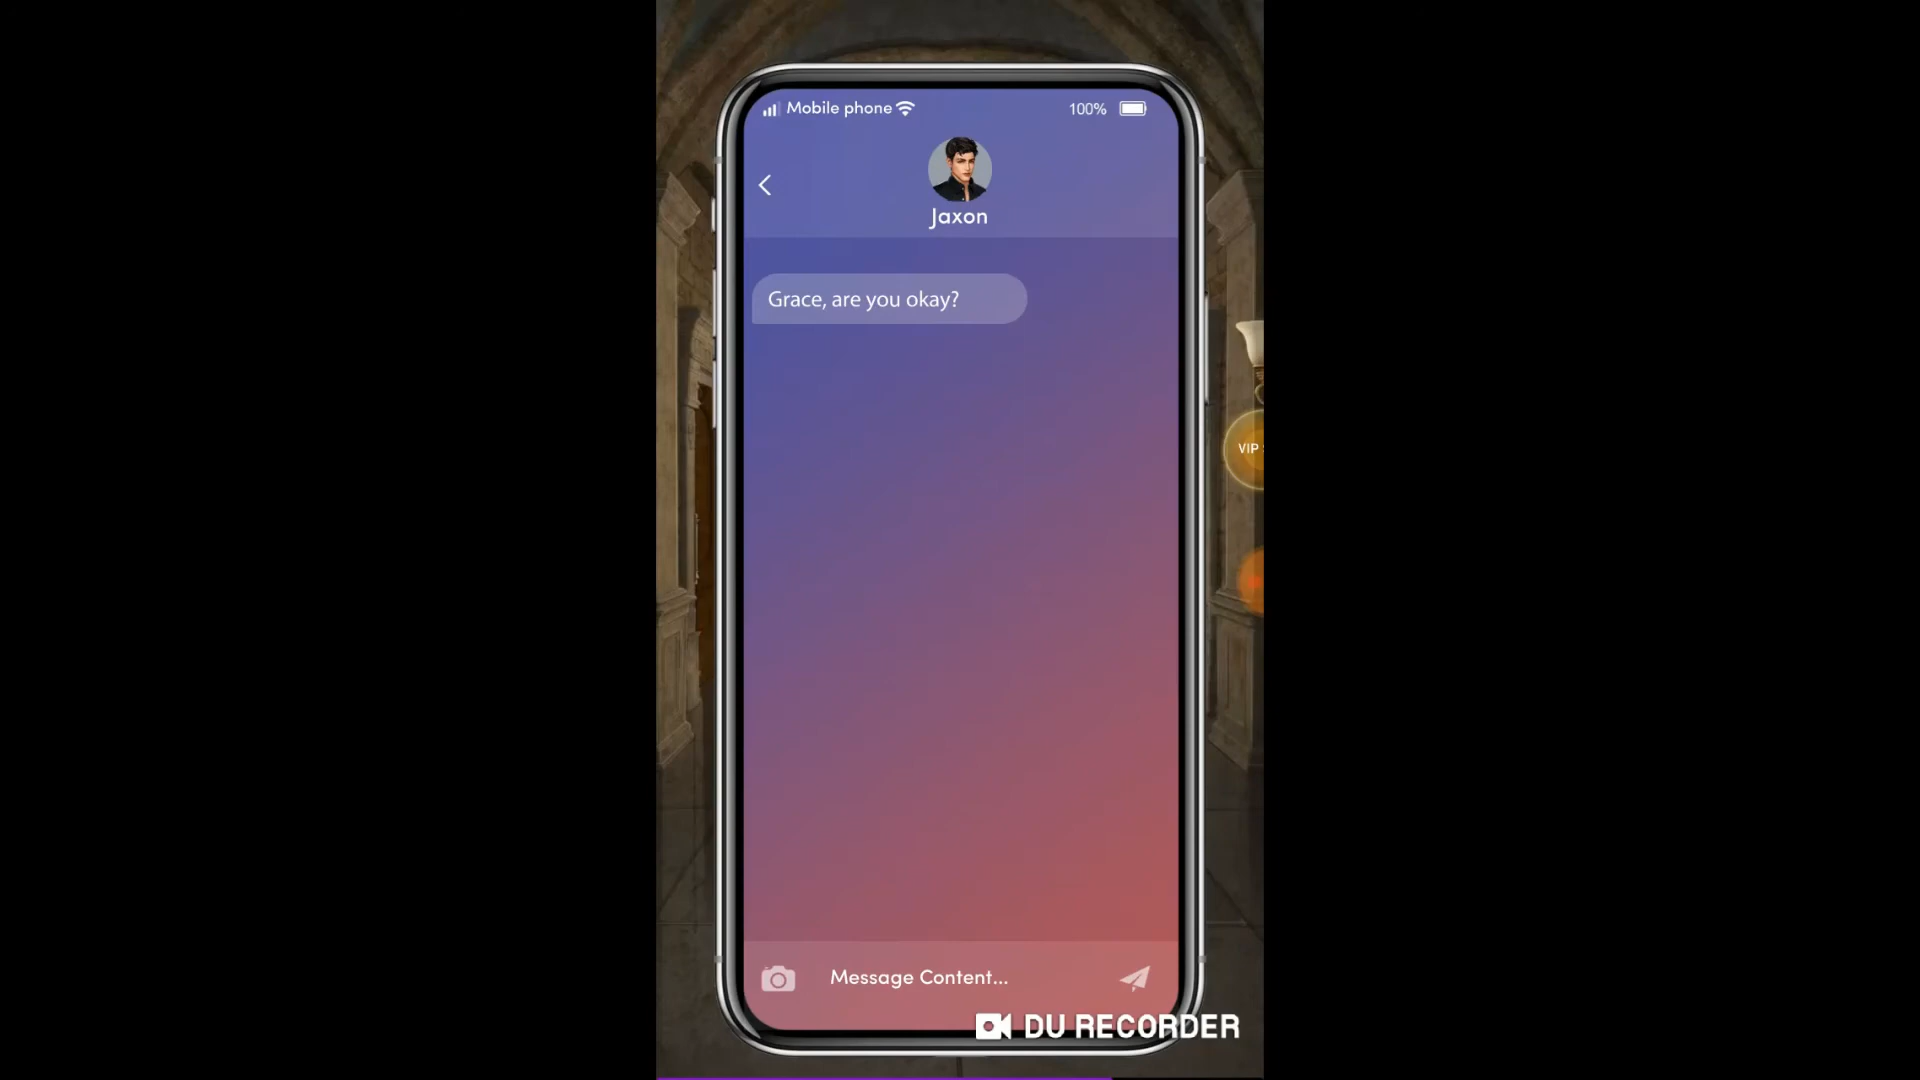 Mobile phone
100%
Jaxon
Grace, are you okay?
VIP
Message Content...
DU RECORDER